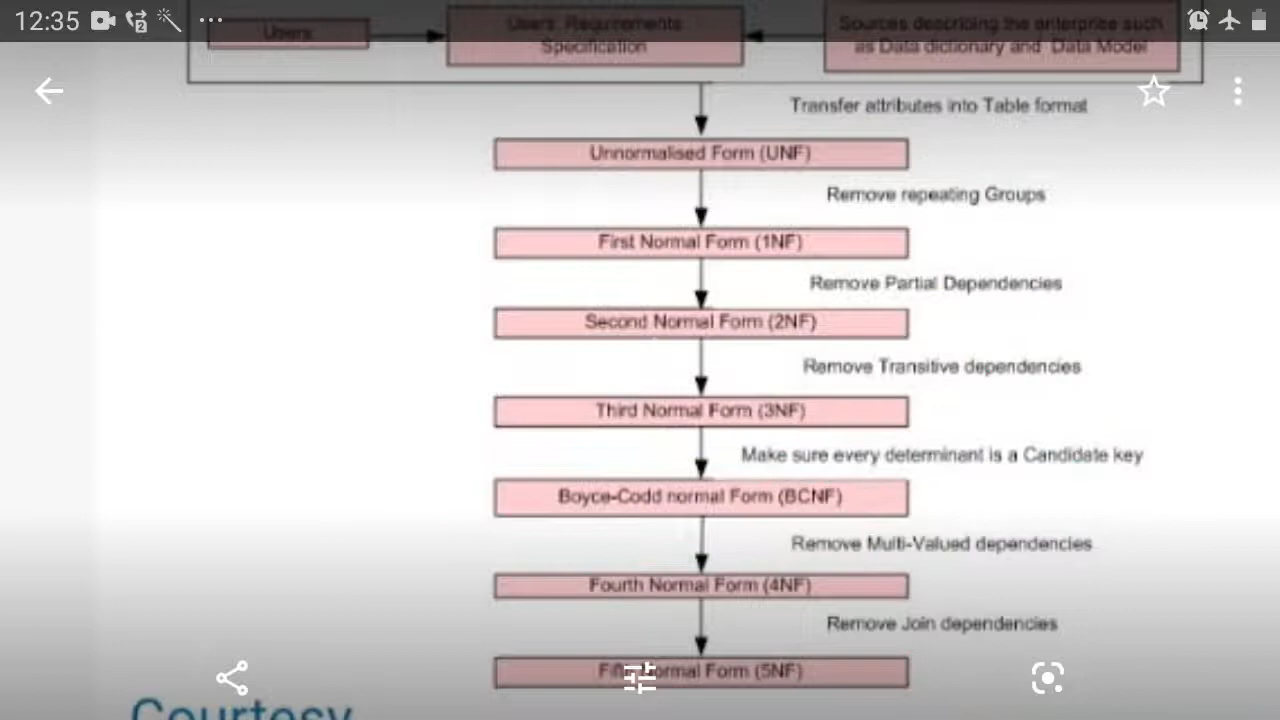 12:35
Users
Users' Requirements
Specification
Sources describing the enterprise such
as Data dictionary and Data Model
Transfer attributes into Table format
Unnormalised Form (UNF)
Remove repeating Groups
First Normal Form (1NF)
Remove Partial Dependencies
Second Normal Form (2NF)
Remove Transitive dependencies
Third Normal Form (3NF)
Make sure every determinant is a Candidate key
Boyce-Codd normal Form (BCNF)
Remove Multi-Valued dependencies
Fourth Normal Form (4NF)
Remove Join dependencies
Fifth Normal Form (5NF)
Courtesy